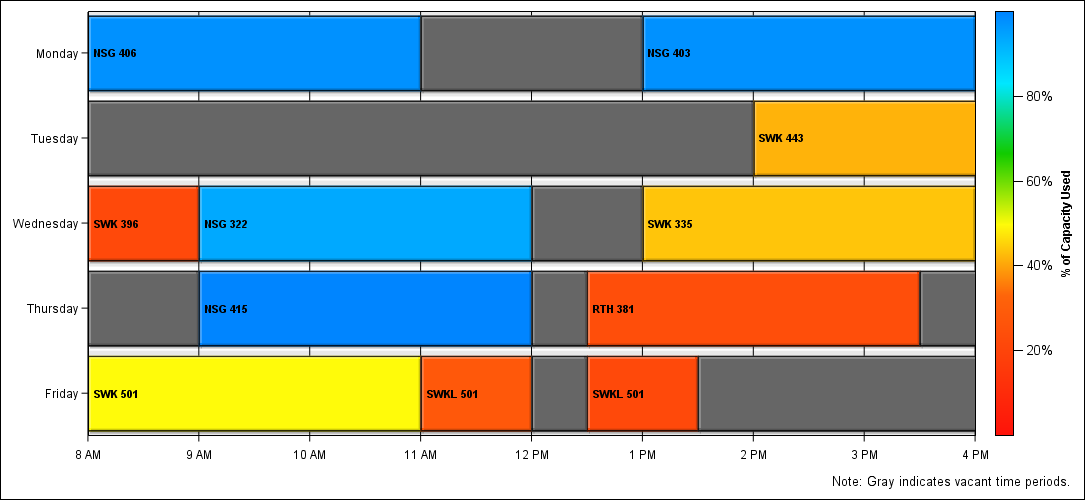 Monday
NSG 406
NSG 403
Tuesday
SWK 443
Wednesday
SWK 396
NSG 322
SWK 335
Thursday
NSG 415
RTH 381
Friday
SWK 501
SWKL 501
SWKL 501
8 AM
9 AM
10 AM
11 AM
12 PM
1 PM
2 PM
3 PM
4 PM
80%
60%
40%
20%
% of Capacity Used
Note: Gray indicates vacant time periods.